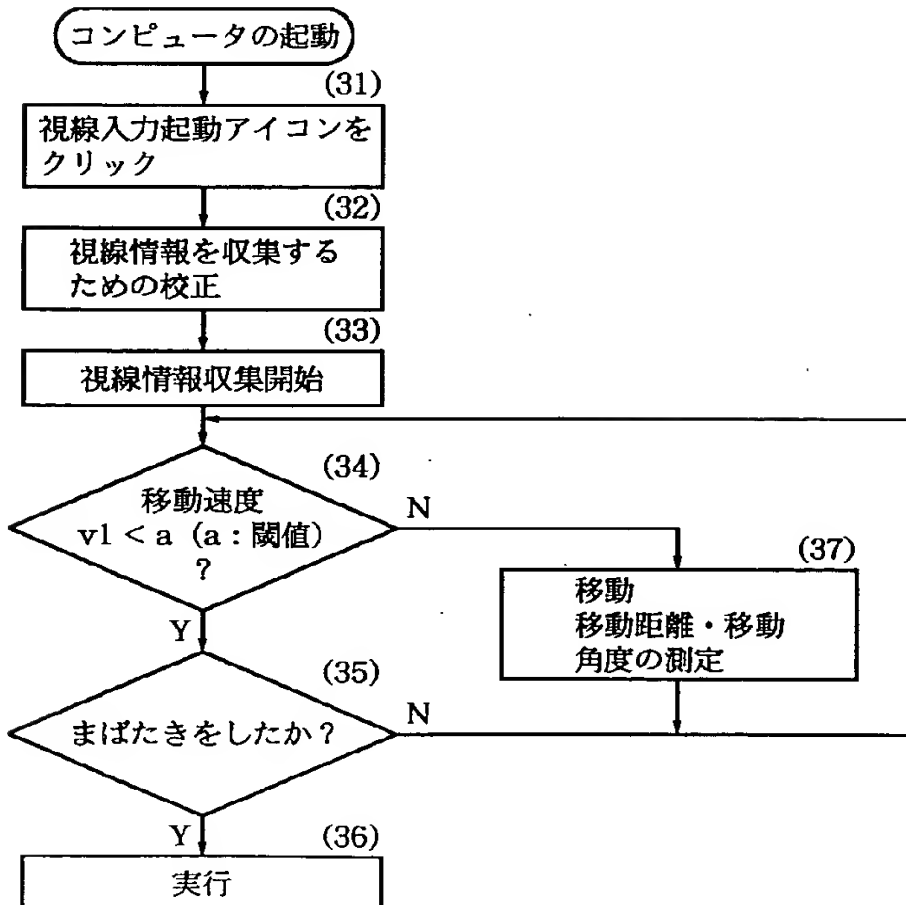 コンピュータの起動
(31)
視線入力起動アイコンを
クリック
(32)
視線情報を収集する
ための校正
(33)
視線情報収集開始
(34)
移動速度
v1 < a (a：閾値)
?
N
Y
(37)
移動
移動距離・移動
角度の測定
(35)
まばたきをしたか？
N
Y
(36)
実行